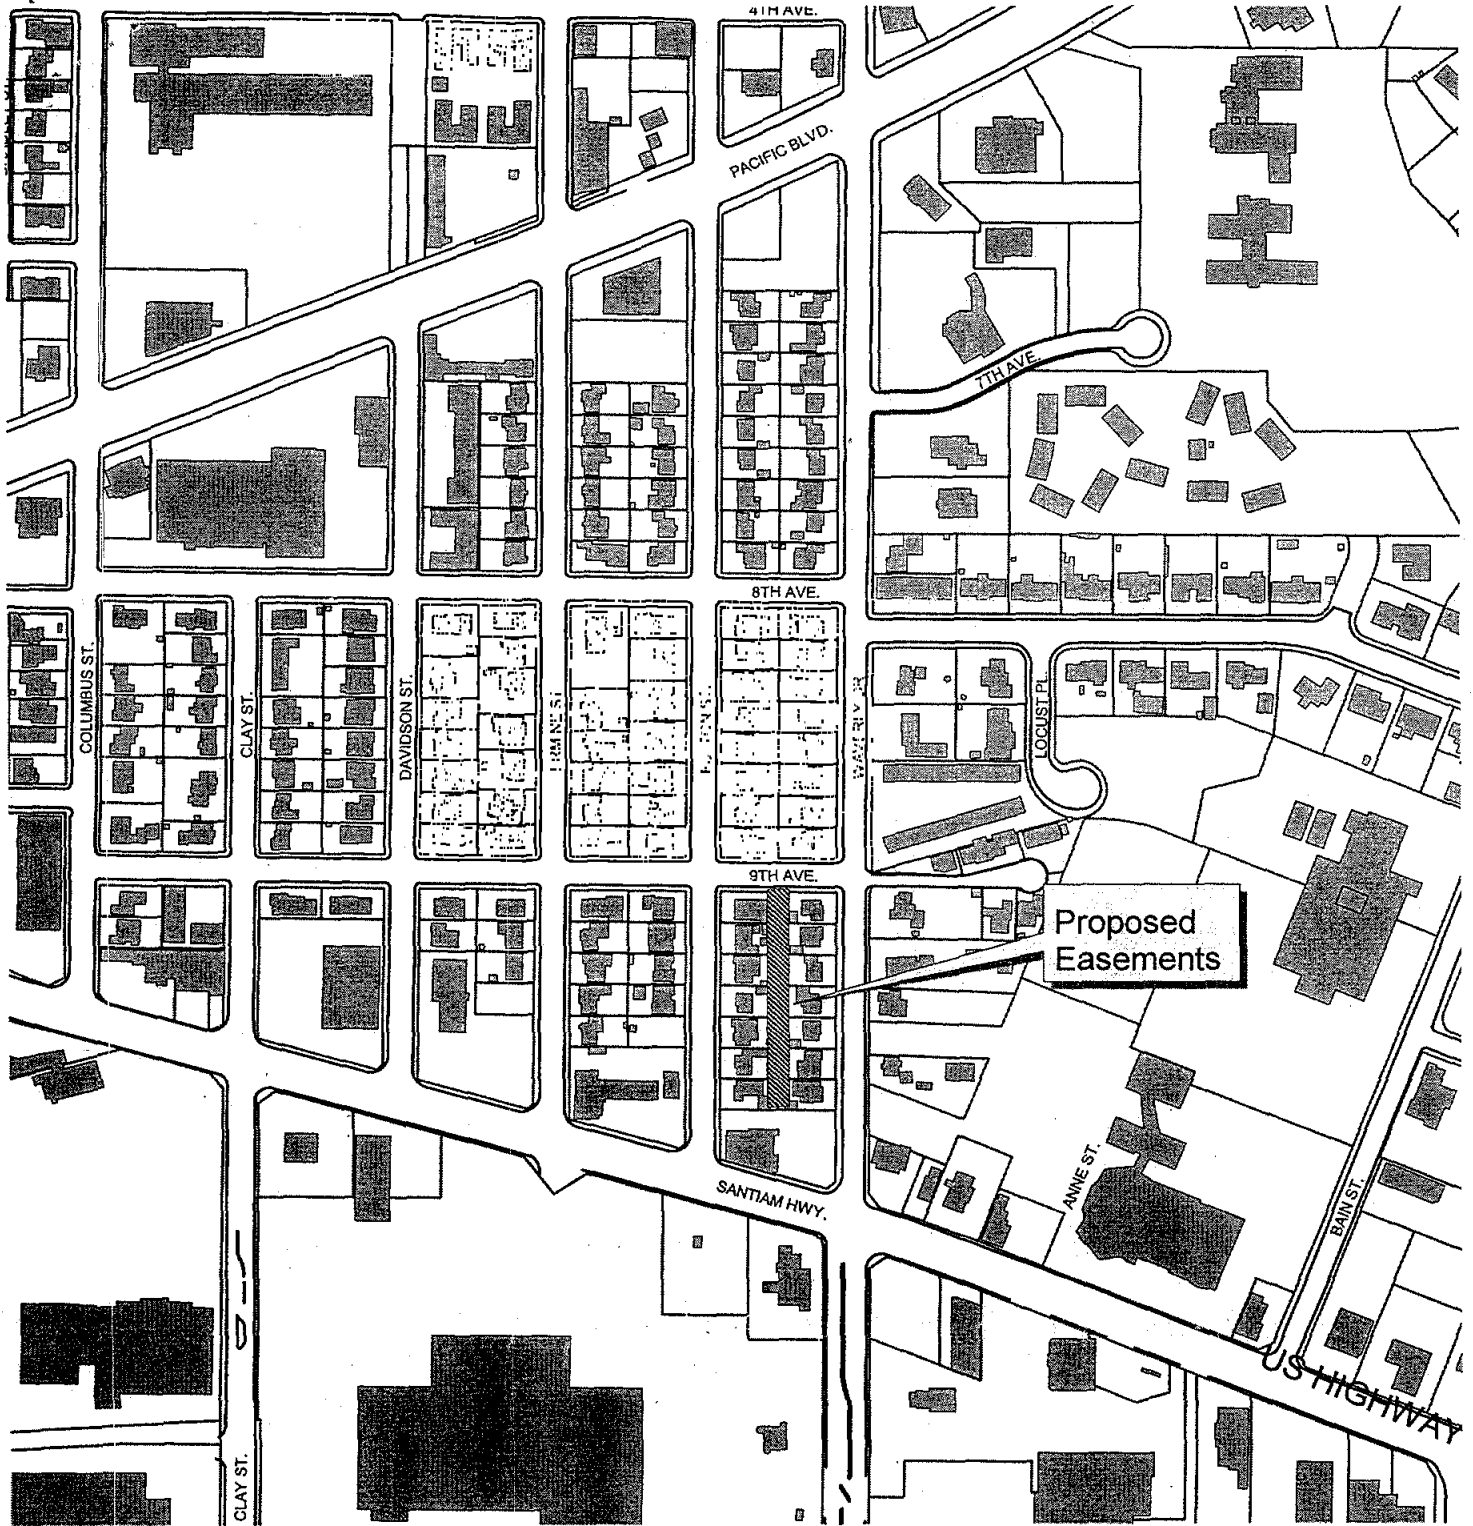 4TH AVE.
PACIFIC BLVD.
7TH AVE.
8TH AVE.
COLUMBUS ST.
CLAY ST.
DAVIDSON ST.
LOCUST PL.
9TH AVE.
Proposed
Easements
SANTIAM HWY.
ANNE ST.
BAIN ST.
US HIGHWAY
CLAY ST.